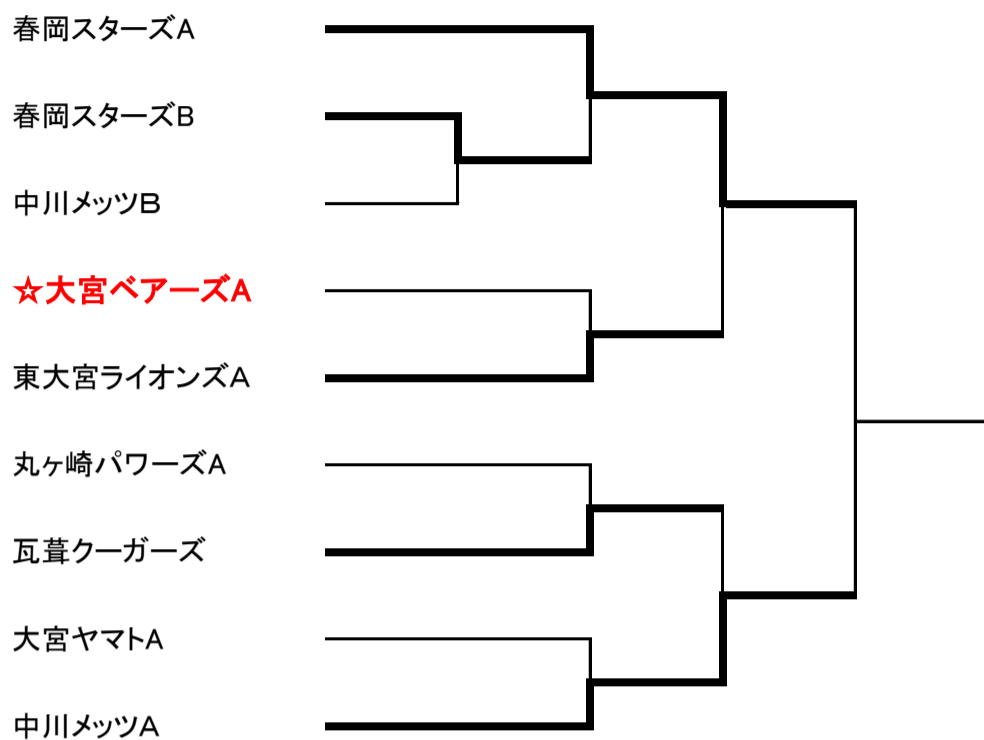 春岡スターズA
春岡スターズB
中川メッツB
☆大宮ベアーズA
東大宮ライオンズA
丸ヶ崎パワーズA
瓦葺クーガーズ
大宮ヤマトA
中川メッツA